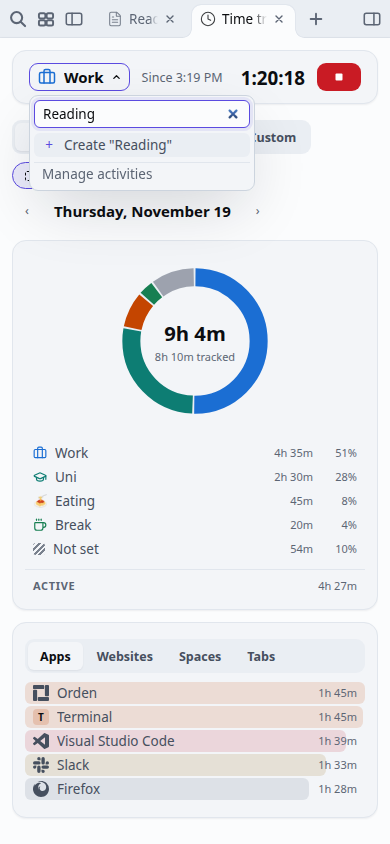 Read
Time tr
Work
Since 3:19 PM
1:20:18
Reading
+ Create "Reading"
Custom
Manage activities
Thursday, November 19
9h 4m
8h 10m tracked
Work 4h 35m 51%
Uni 2h 30m 28%
Eating 45m 8%
Break 20m 4%
Not set 54m 10%
ACTIVE 4h 27m
Apps Websites Spaces Tabs
Orden 1h 45m
T Terminal 1h 45m
Visual Studio Code 1h 39m
Slack 1h 33m
Firefox 1h 28m